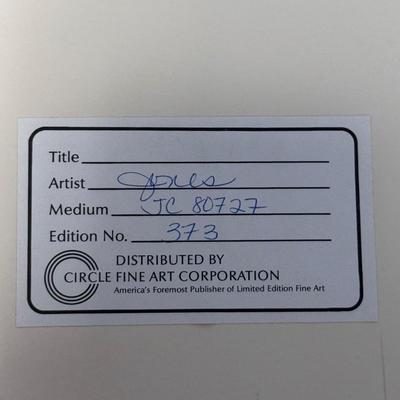 Title
Artist Jones
Medium JC 80727
Edition No. 373
DISTRIBUTED BY
CIRCLE FINE ART CORPORATION
America's Foremost Publisher of Limited Edition Fine Art